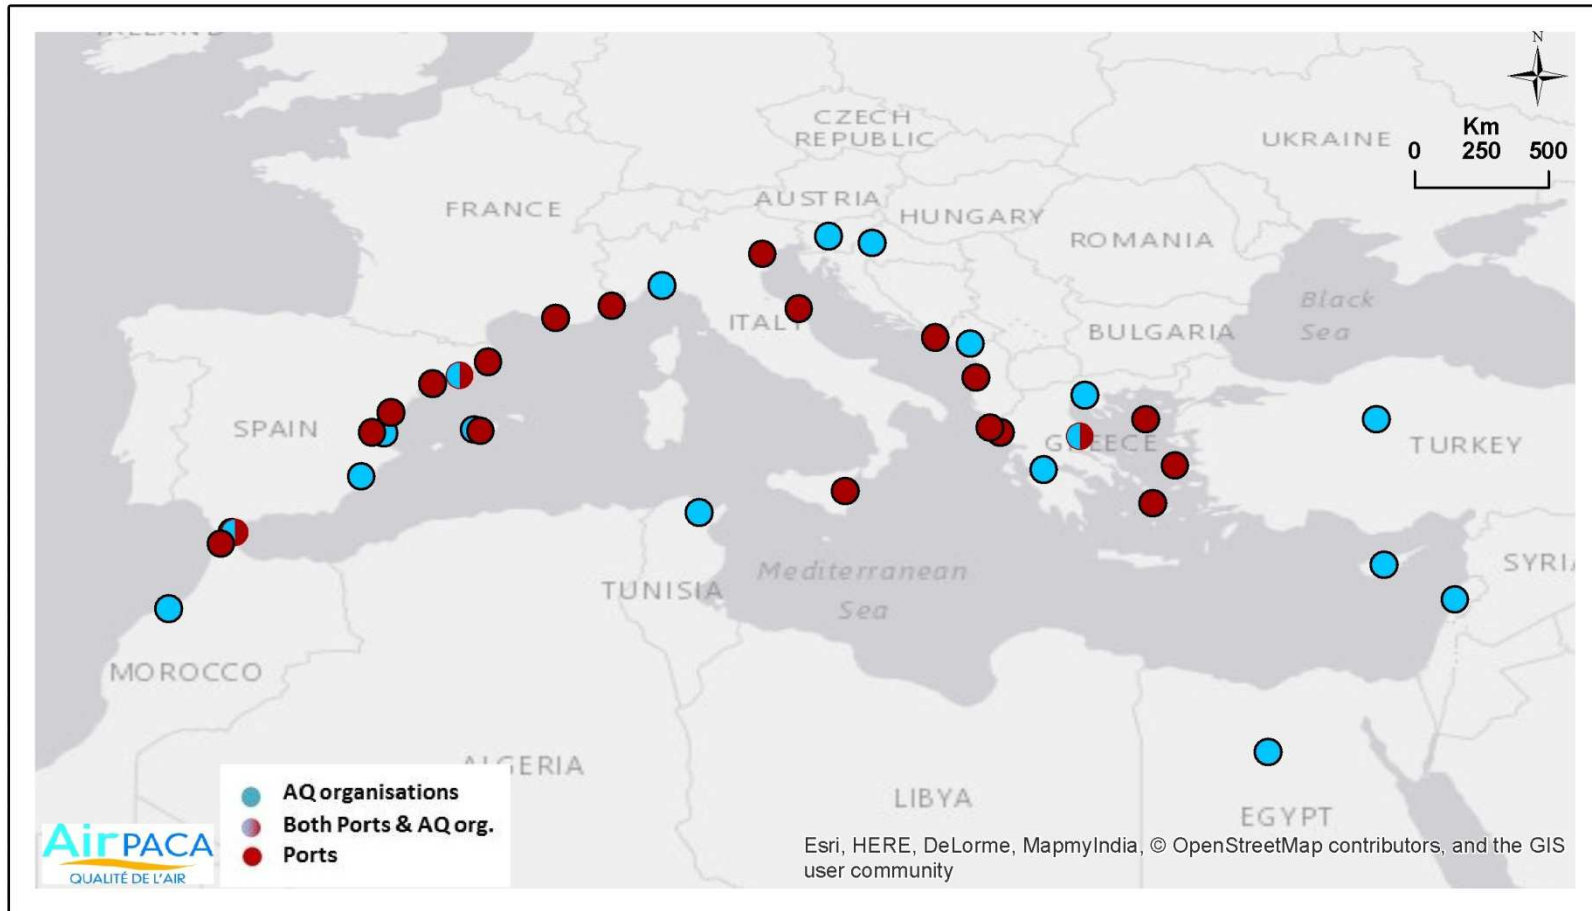 IRELAND
N
CZECH
REPUBLIC
UKRAINE
Km
0 250 500
FRANCE
AUSTRIA
HUNGARY
ROMANIA
Black
Sea
ITALY
BULGARIA
SPAIN
GREECE
TURKEY
Mediterranean
Sea
TUNISIA
SYRIA
MOROCCO
ALGERIA
LIBYA
EGYPT
AQ organisations
Both Ports & AQ org.
Ports
AirPACA
QUALITÉ DE L'AIR
Esri, HERE, DeLorme, MapmyIndia, © OpenStreetMap contributors, and the GIS
user community